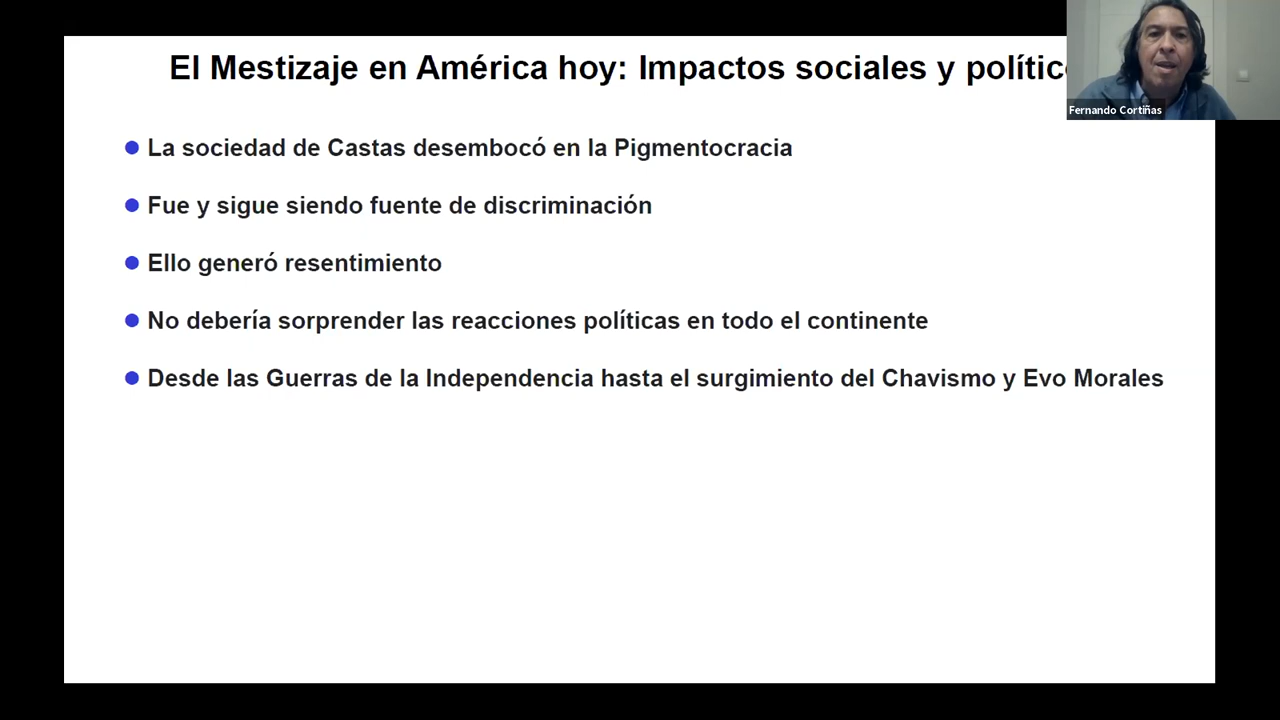 El Mestizaje en América hoy: Impactos sociales y
Fernando Cortiñas
La sociedad de Castas desembocó en la Pigmentocracia
Fue y sigue siendo fuente de discriminación
Ello generó resentimiento
No debería sorprender las reacciones políticas en todo el continente
Desde las Guerras de la Independencia hasta el surgimiento del Chavismo y Evo Morales